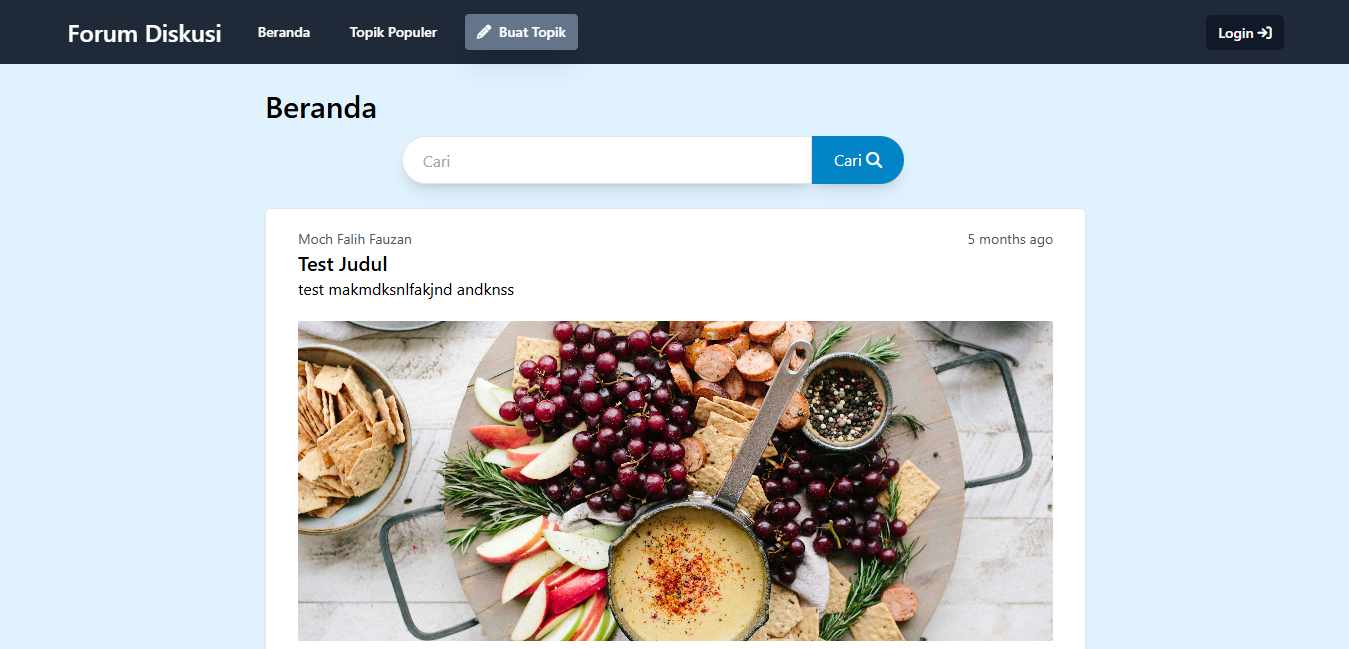 Forum Diskusi Beranda Topik Populer Buat Topik Login
Beranda
Cari Cari
Moch Falih Fauzan 5 months ago
Test Judul
test makmdksnlfakjnd andknss